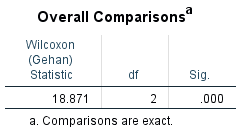 Overall Comparisonsa
Wilcoxon
(Gehan)
Statistic df Sig.
18.871 2 .000
a. Comparisons are exact.